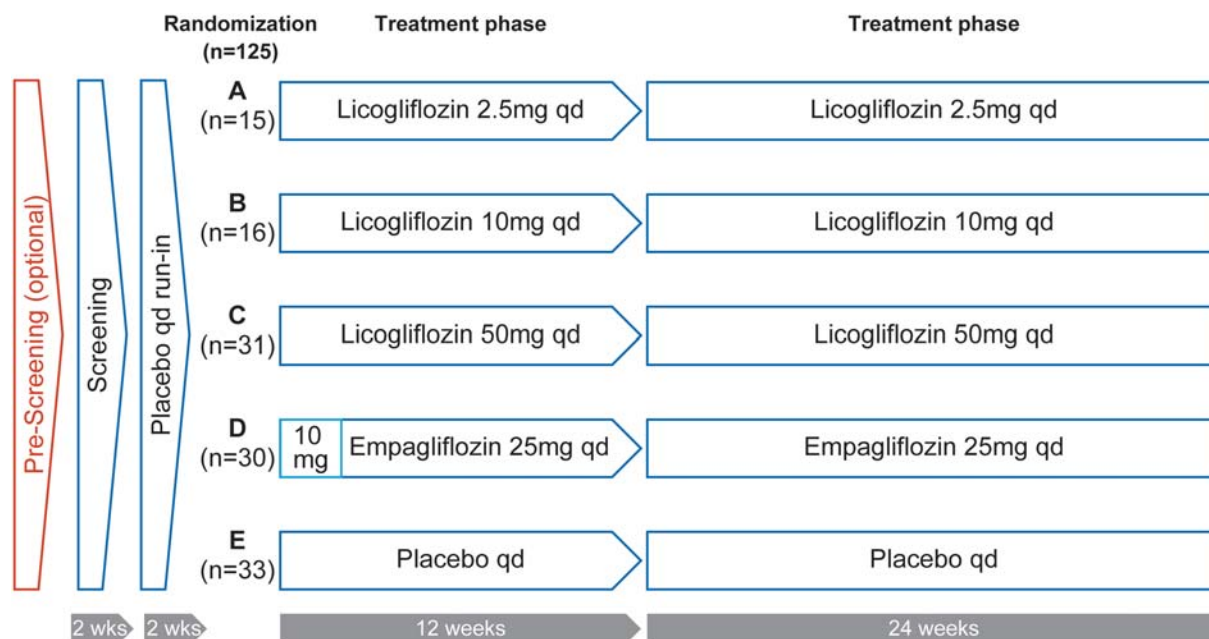 Randomization
(n=125)
Treatment phase
Treatment phase
Pre-Screening (optional)
Screening
Placebo qd run-in
A
(n=15)
Licogliflozin 2.5mg qd
Licogliflozin 2.5mg qd
B
(n=16)
Licogliflozin 10mg qd
Licogliflozin 10mg qd
C
(n=31)
Licogliflozin 50mg qd
Licogliflozin 50mg qd
D
(n=30)
10
mg
Empagliflozin 25mg qd
Empagliflozin 25mg qd
E
(n=33)
Placebo qd
Placebo qd
2 wks
2 wks
12 weeks
24 weeks